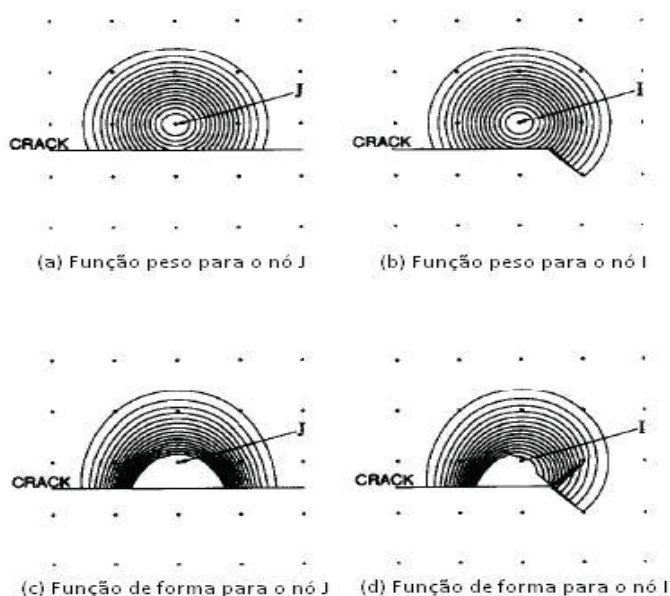 J
I
CRACK
CRACK
(a) Função peso para o nó J
(b) Função peso para o nó I
J
I
CRACK
CRACK
(c) Função de forma para o nó J
(d) Função de forma para o nó I